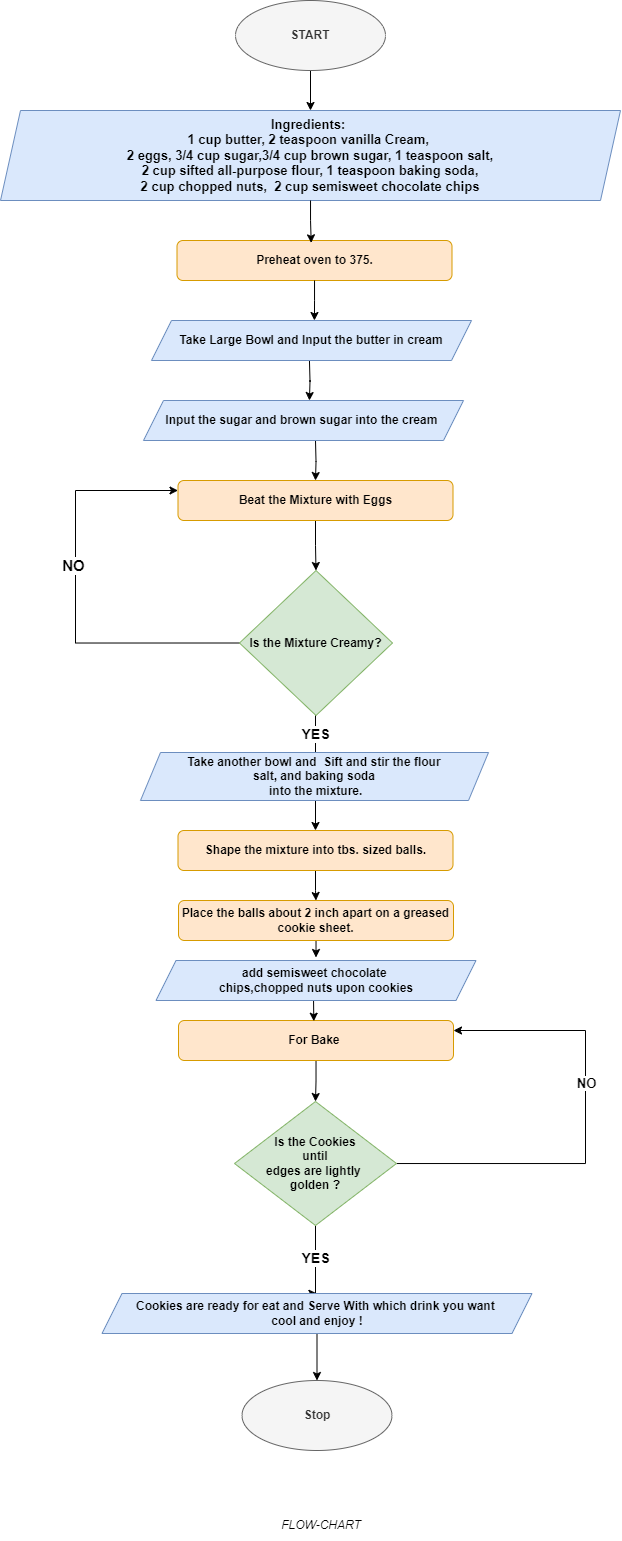 START
Ingredients:
1 cup butter, 2 teaspoon vanilla Cream,
2 eggs, 3/4 cup sugar,3/4 cup brown sugar, 1 teaspoon salt,
2 cup sifted all-purpose flour, 1 teaspoon baking soda,
2 cup chopped nuts, 2 cup semisweet chocolate chips
Preheat oven to 375.
Take Large Bowl and Input the butter in cream
Input the sugar and brown sugar into the cream
Beat the Mixture with Eggs
NO
Is the Mixture Creamy?
YES
Take another bowl and Sift and stir the flour
salt, and baking soda
into the mixture.
Shape the mixture into tbs. sized balls.
Place the balls about 2 inch apart on a greased
cookie sheet.
add semisweet chocolate
chips,chopped nuts upon cookies
For Bake
NO
Is the Cookies
until
edges are lightly
golden ?
YES
Cookies are ready for eat and Serve With which drink you want
cool and enjoy !
Stop
FLOW-CHART